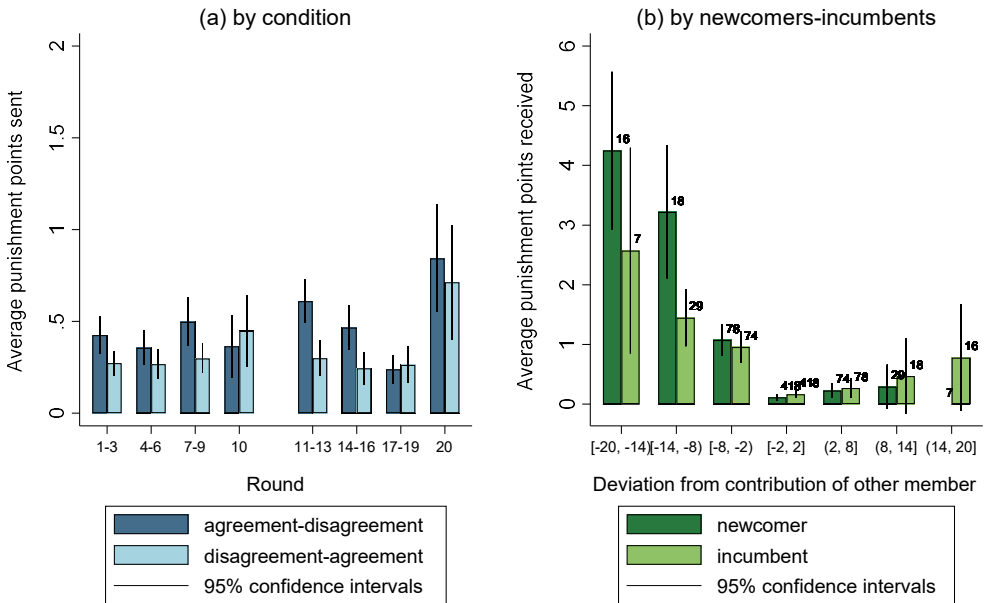 (a) by condition
Average punishment points sent
2
1.5
1
.5
0
1-3 4-6 7-9 10 11-13 14-16 17-19 20
Round
agreement-disagreement
disagreement-agreement
95% confidence intervals
(b) by newcomers-incumbents
Average punishment points received
6
5
4
3
2
1
0
16 7 18 29 78 74 418 418 74 78 29 18 7 16
[-20, -14) [-14, -8) [-8, -2) [-2, 2] (2, 8] (8, 14] (14, 20]
Deviation from contribution of other member
newcomer
incumbent
95% confidence intervals